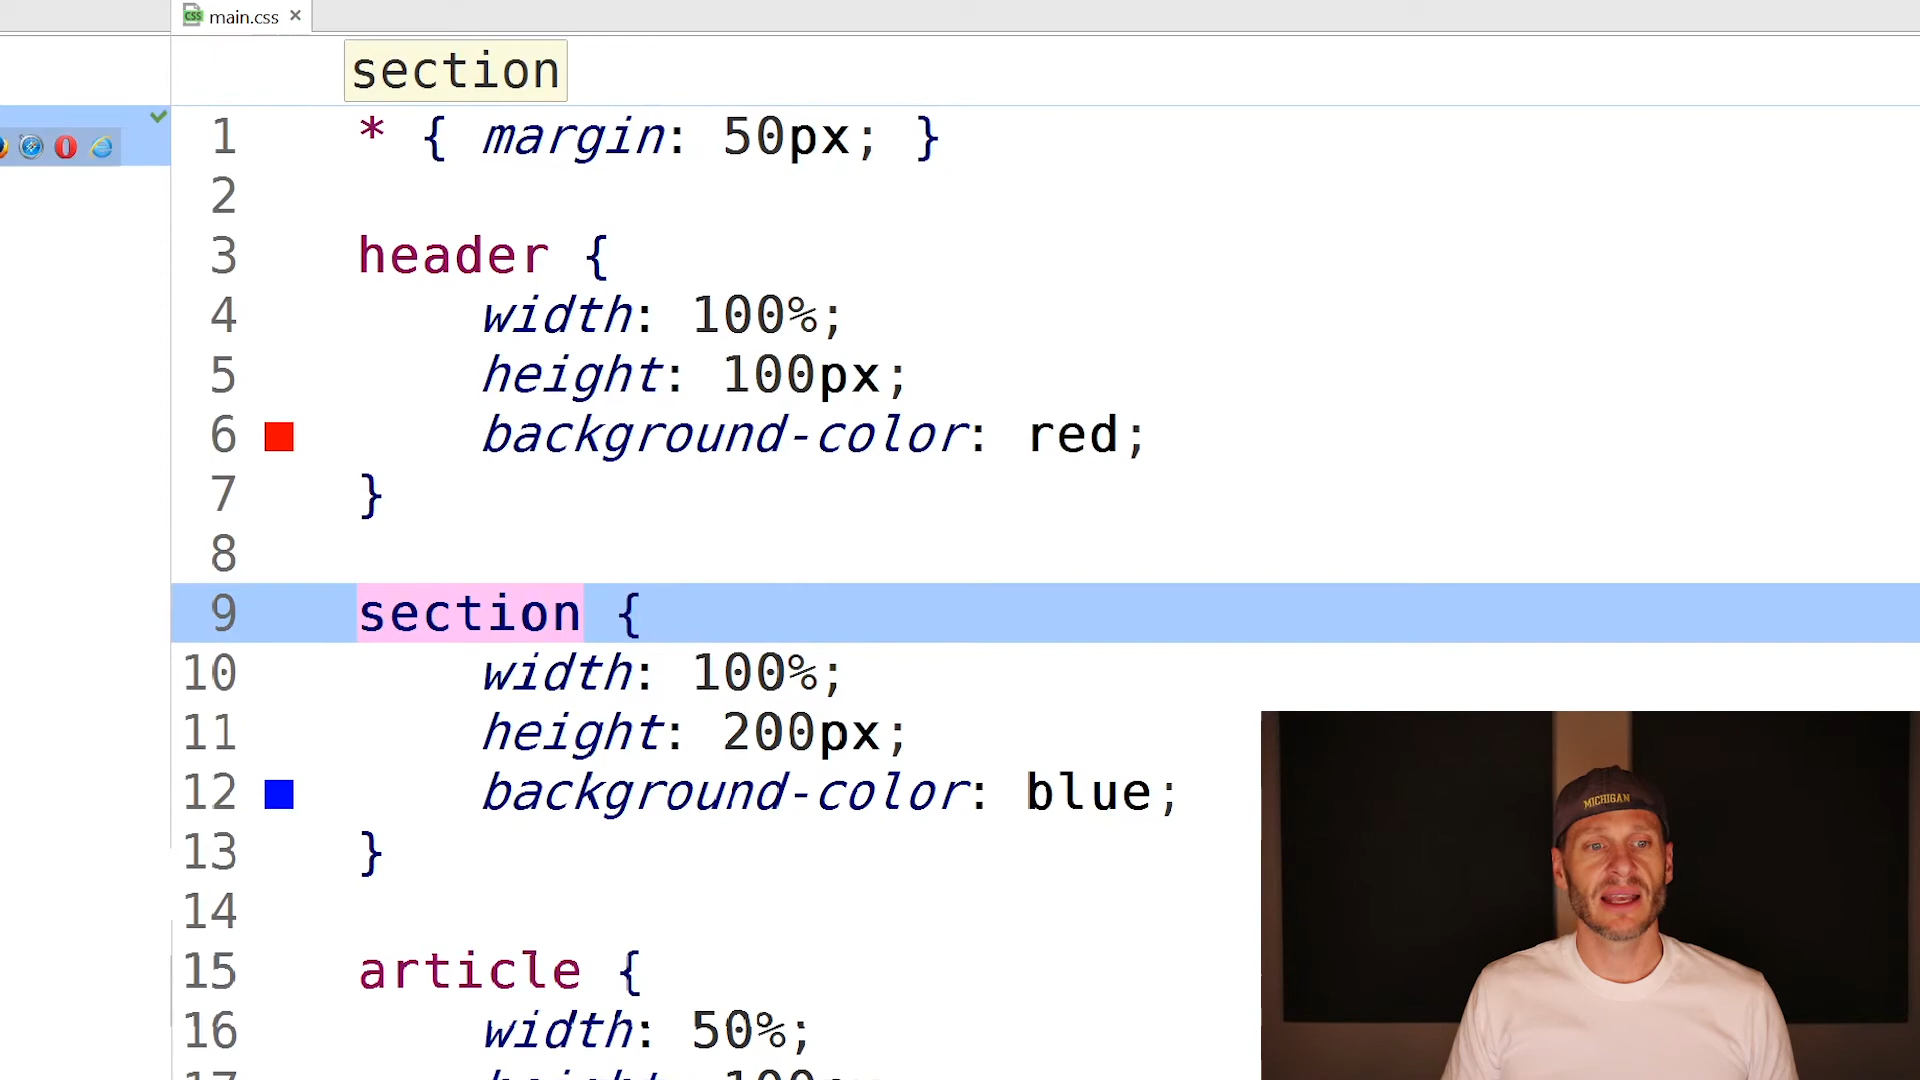 main.css
section
1 * { margin: 50px; }
2
3 header {
4 width: 100%;
5 height: 100px;
6 background-color: red;
7 }
8
9 section {
10 width: 100%;
11 height: 200px;
12 background-color: blue;
13 }
14
15 article {
16 width: 50%;
MICHIGAN